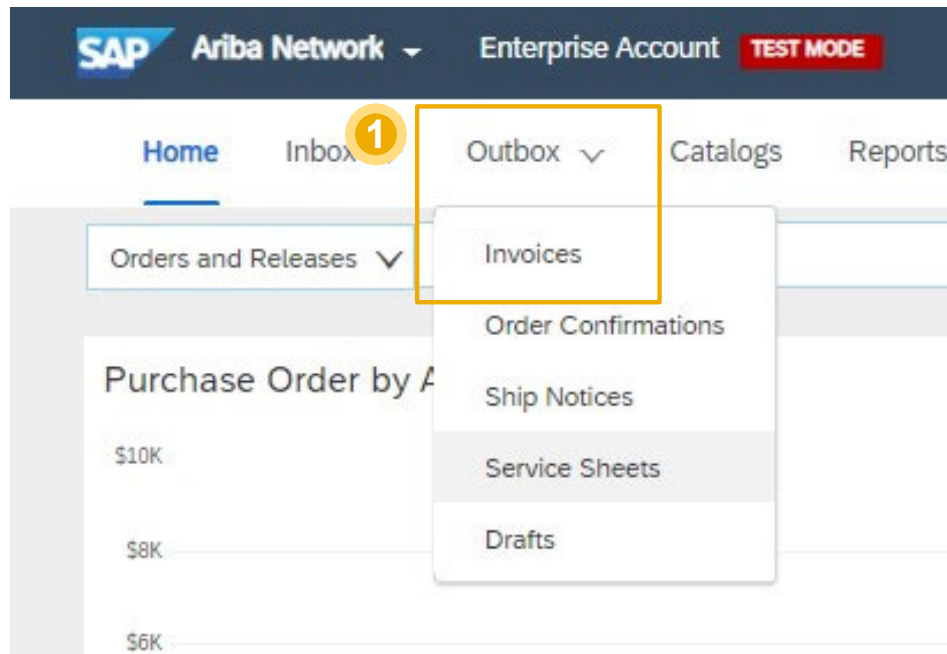 SAP Ariba Network Enterprise Account TEST MODE
Home Inbox 1 Outbox Catalogs Reports
Orders and Releases
Invoices
Order Confirmations
Purchase Order by A
Ship Notices
$10K
Service Sheets
Drafts
$8K
$6K